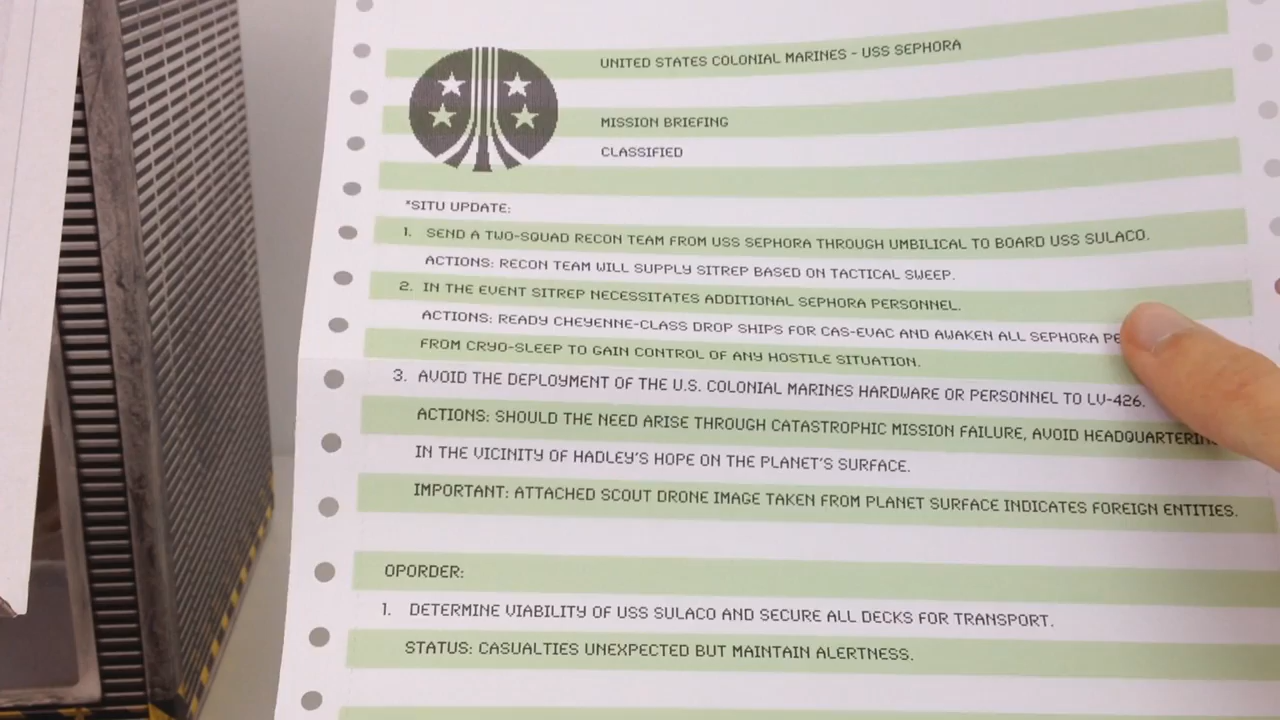 UNITED STATES COLONIAL MARINES - USS SEPHORA
MISSION BRIEFING
CLASSIFIED
*SITU UPDATE:
1. SEND A TWO-SQUAD RECON TEAM FROM USS SEPHORA THROUGH UMBILICAL TO BOARD USS SULACO.
ACTIONS: RECON TEAM WILL SUPPLY SITREP BASED ON TACTICAL SWEEP.
2. IN THE EVENT SITREP NECESSITATES ADDITIONAL SEPHORA PERSONNEL.
ACTIONS: READY CHEYENNE-CLASS DROP SHIPS FOR CAS-EVAC AND AWAKEN ALL SEPHORA
FROM CRYO-SLEEP TO GAIN CONTROL OF ANY HOSTILE SITUATION.
3. AVOID THE DEPLOYMENT OF THE U.S. COLONIAL MARINES HARDWARE OR PERSONNEL TO LV-426.
ACTIONS: SHOULD THE NEED ARISE THROUGH CATASTROPHIC MISSION FAILURE, AVOID
IN THE VICINITY OF HADLEY'S HOPE ON THE PLANET'S SURFACE.
IMPORTANT: ATTACHED SCOUT DRONE IMAGE TAKEN FROM PLANET SURFACE INDICATES FOREIGN ENTITIES.
OPORDER:
1. DETERMINE VIABILITY OF USS SULACO AND SECURE ALL DECKS FOR TRANSPORT.
STATUS: CASUALTIES UNEXPECTED BUT MAINTAIN ALERTNESS.